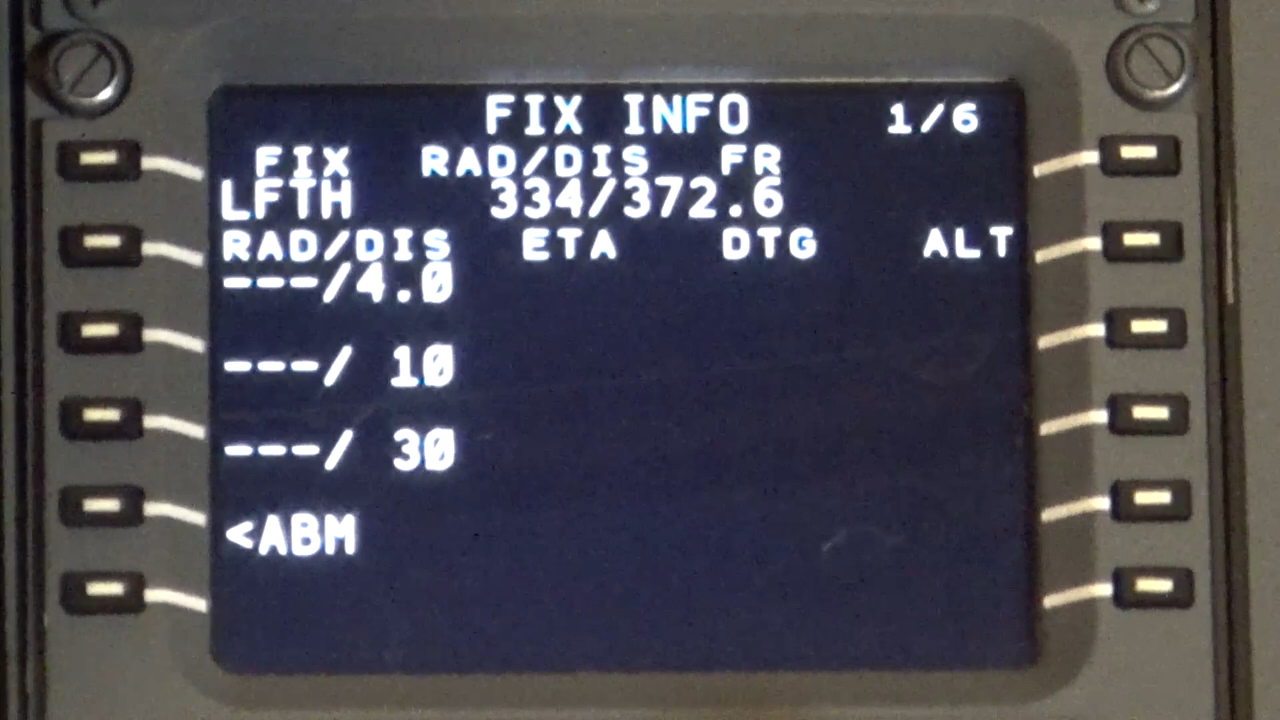 FIX INFO 1/6
FIX RAD/DIS FR
LFTH 334/372.6
RAD/DIS ETA DTG ALT
---/4.0
---/ 10
---/ 30
<ABM